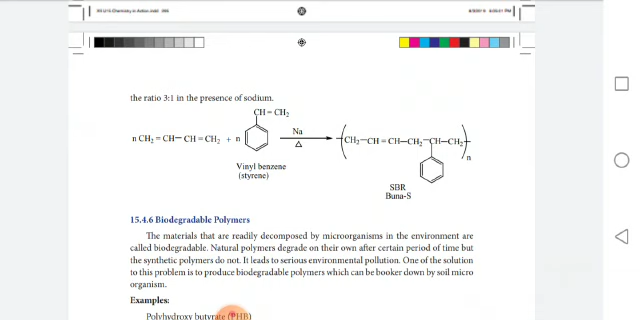 the ratio 3:1 in the presence of sodium.
CH = CH₂
n CH₂ = CH − CH = CH₂ + n
Na
Δ
CH₂−CH = CH−CH₂−CH−CH₂
n
Vinyl benzene
(styrene)
SBR
Buna-S
15.4.6 Biodegradable Polymers
The materials that are readily decomposed by microorganisms in the environment are
called biodegradable. Natural polymers degrade on their own after certain period of time but
the synthetic polymers do not. It leads to serious environmental pollution. One of the solution
to this problem is to produce biodegradable polymers which can be booker down by soil micro
organism.
Examples:
Polyhydroxy butyrate (PHB)